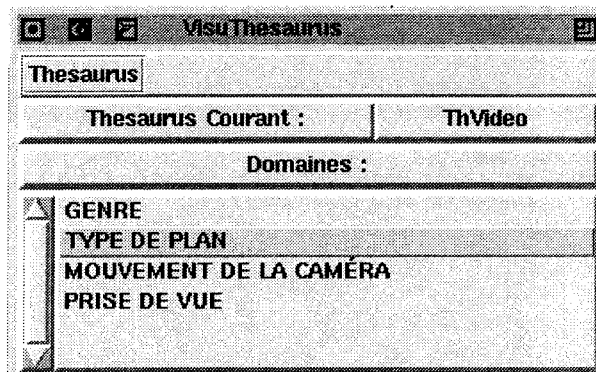 VisuThesaurus
Thesaurus
Thesaurus Courant : ThVideo
Domaines :
GENRE
TYPE DE PLAN
MOUVEMENT DE LA CAMÉRA
PRISE DE VUE